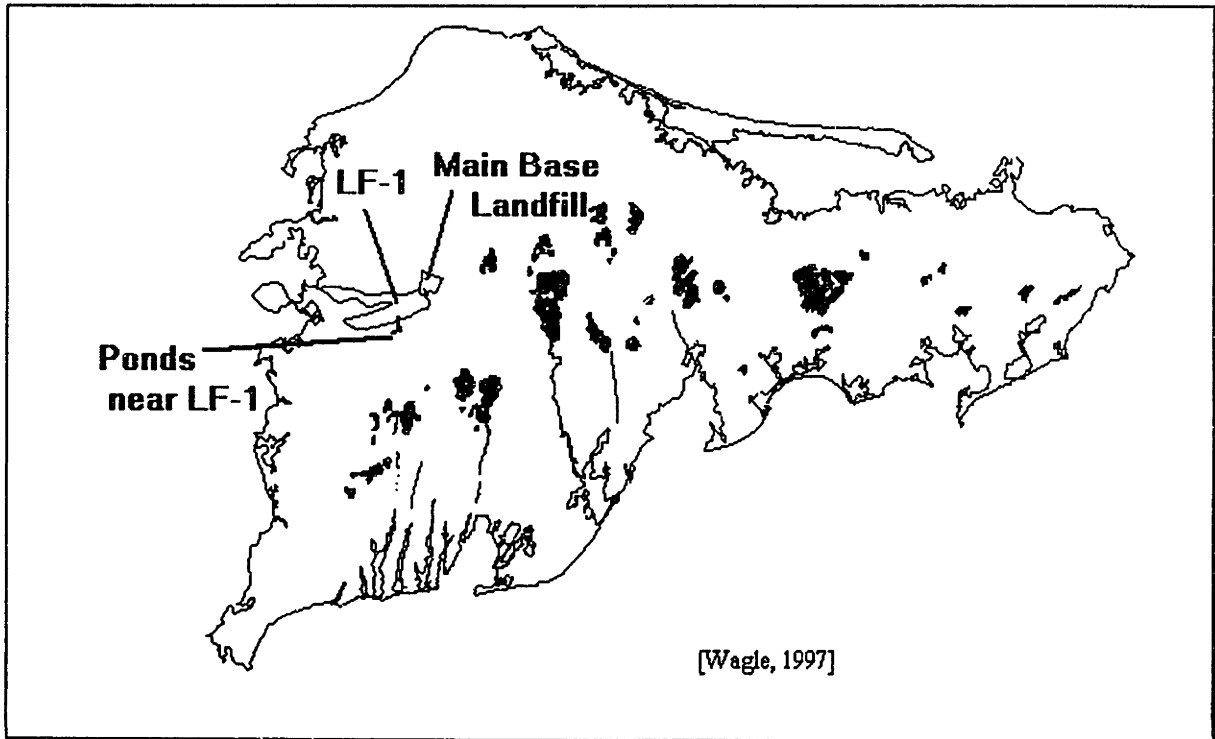 LF-1
Main Base
Landfill
Ponds
near LF-1
[Wagle, 1997]